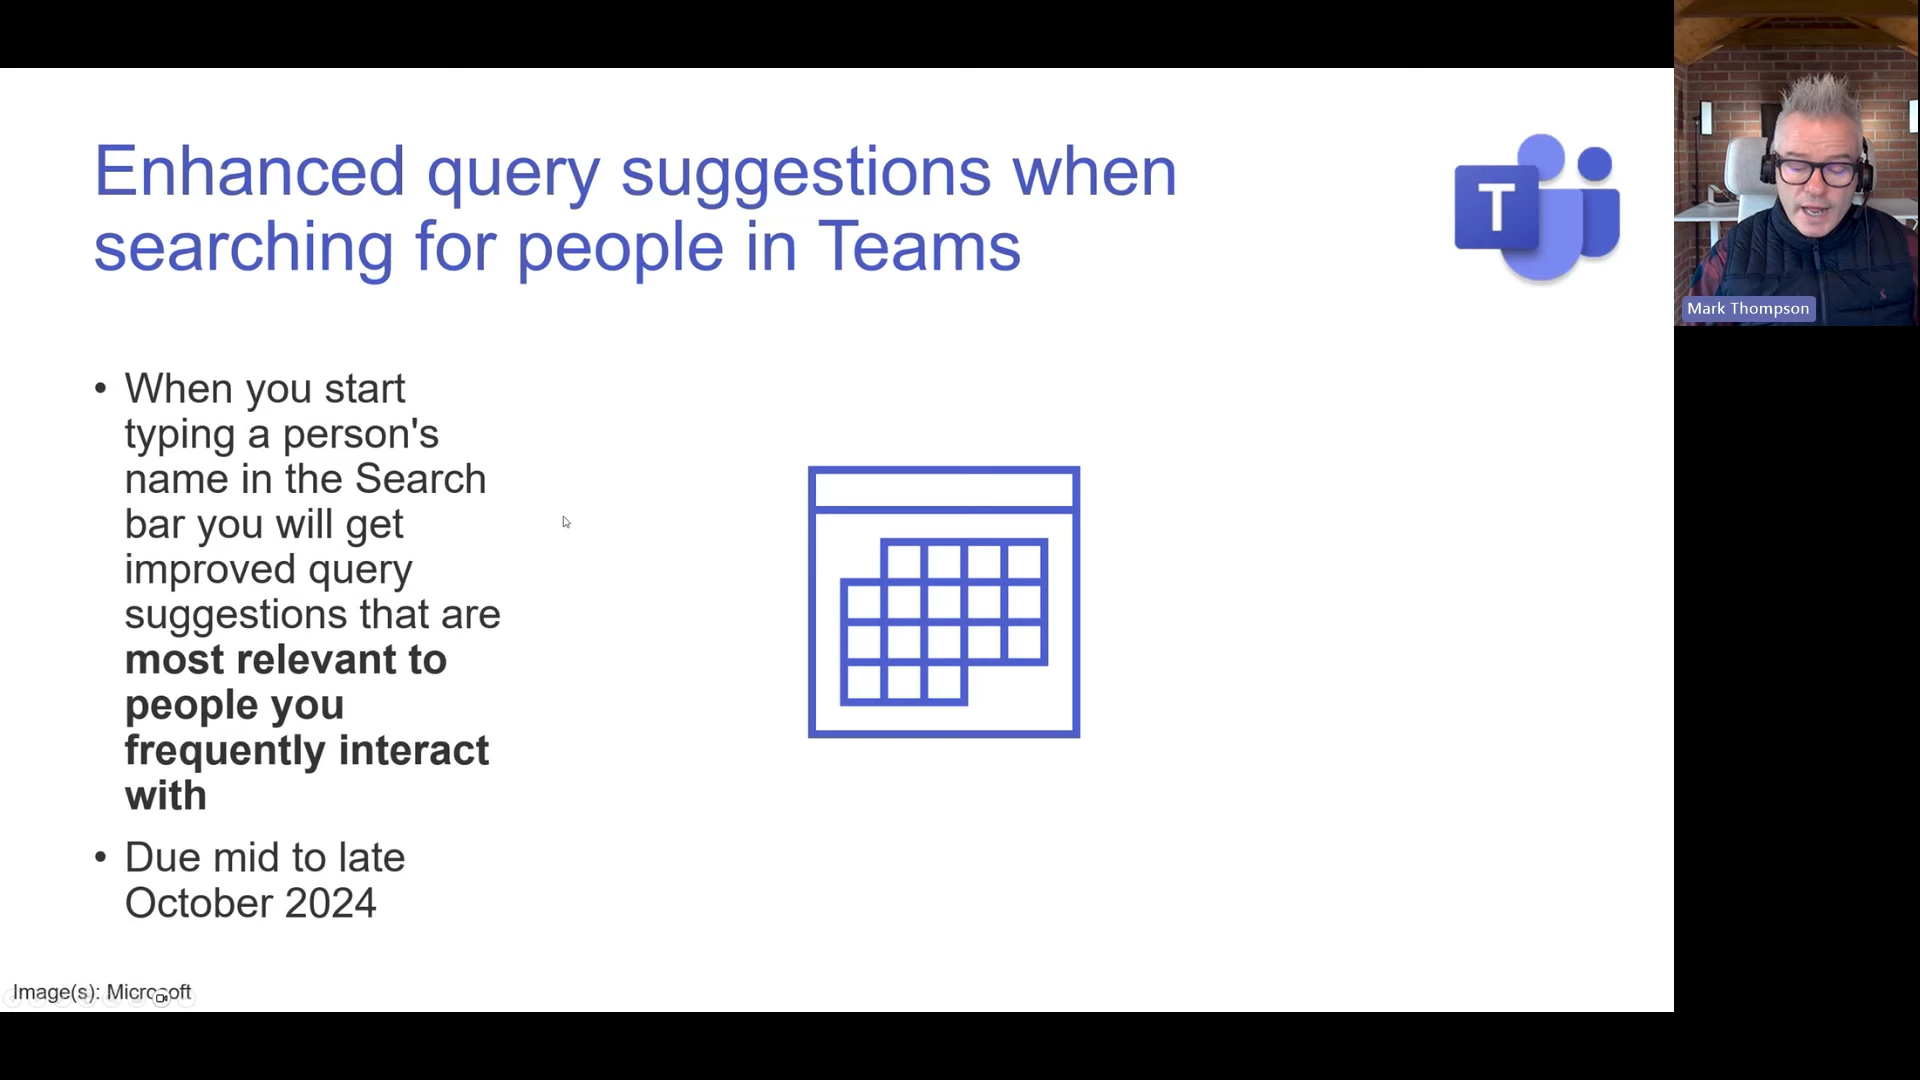 Enhanced query suggestions when
searching for people in Teams
T
Mark Thompson
• When you start
typing a person's
name in the Search
bar you will get
improved query
suggestions that are
most relevant to
people you
frequently interact
with
• Due mid to late
October 2024
Image(s): Microsoft